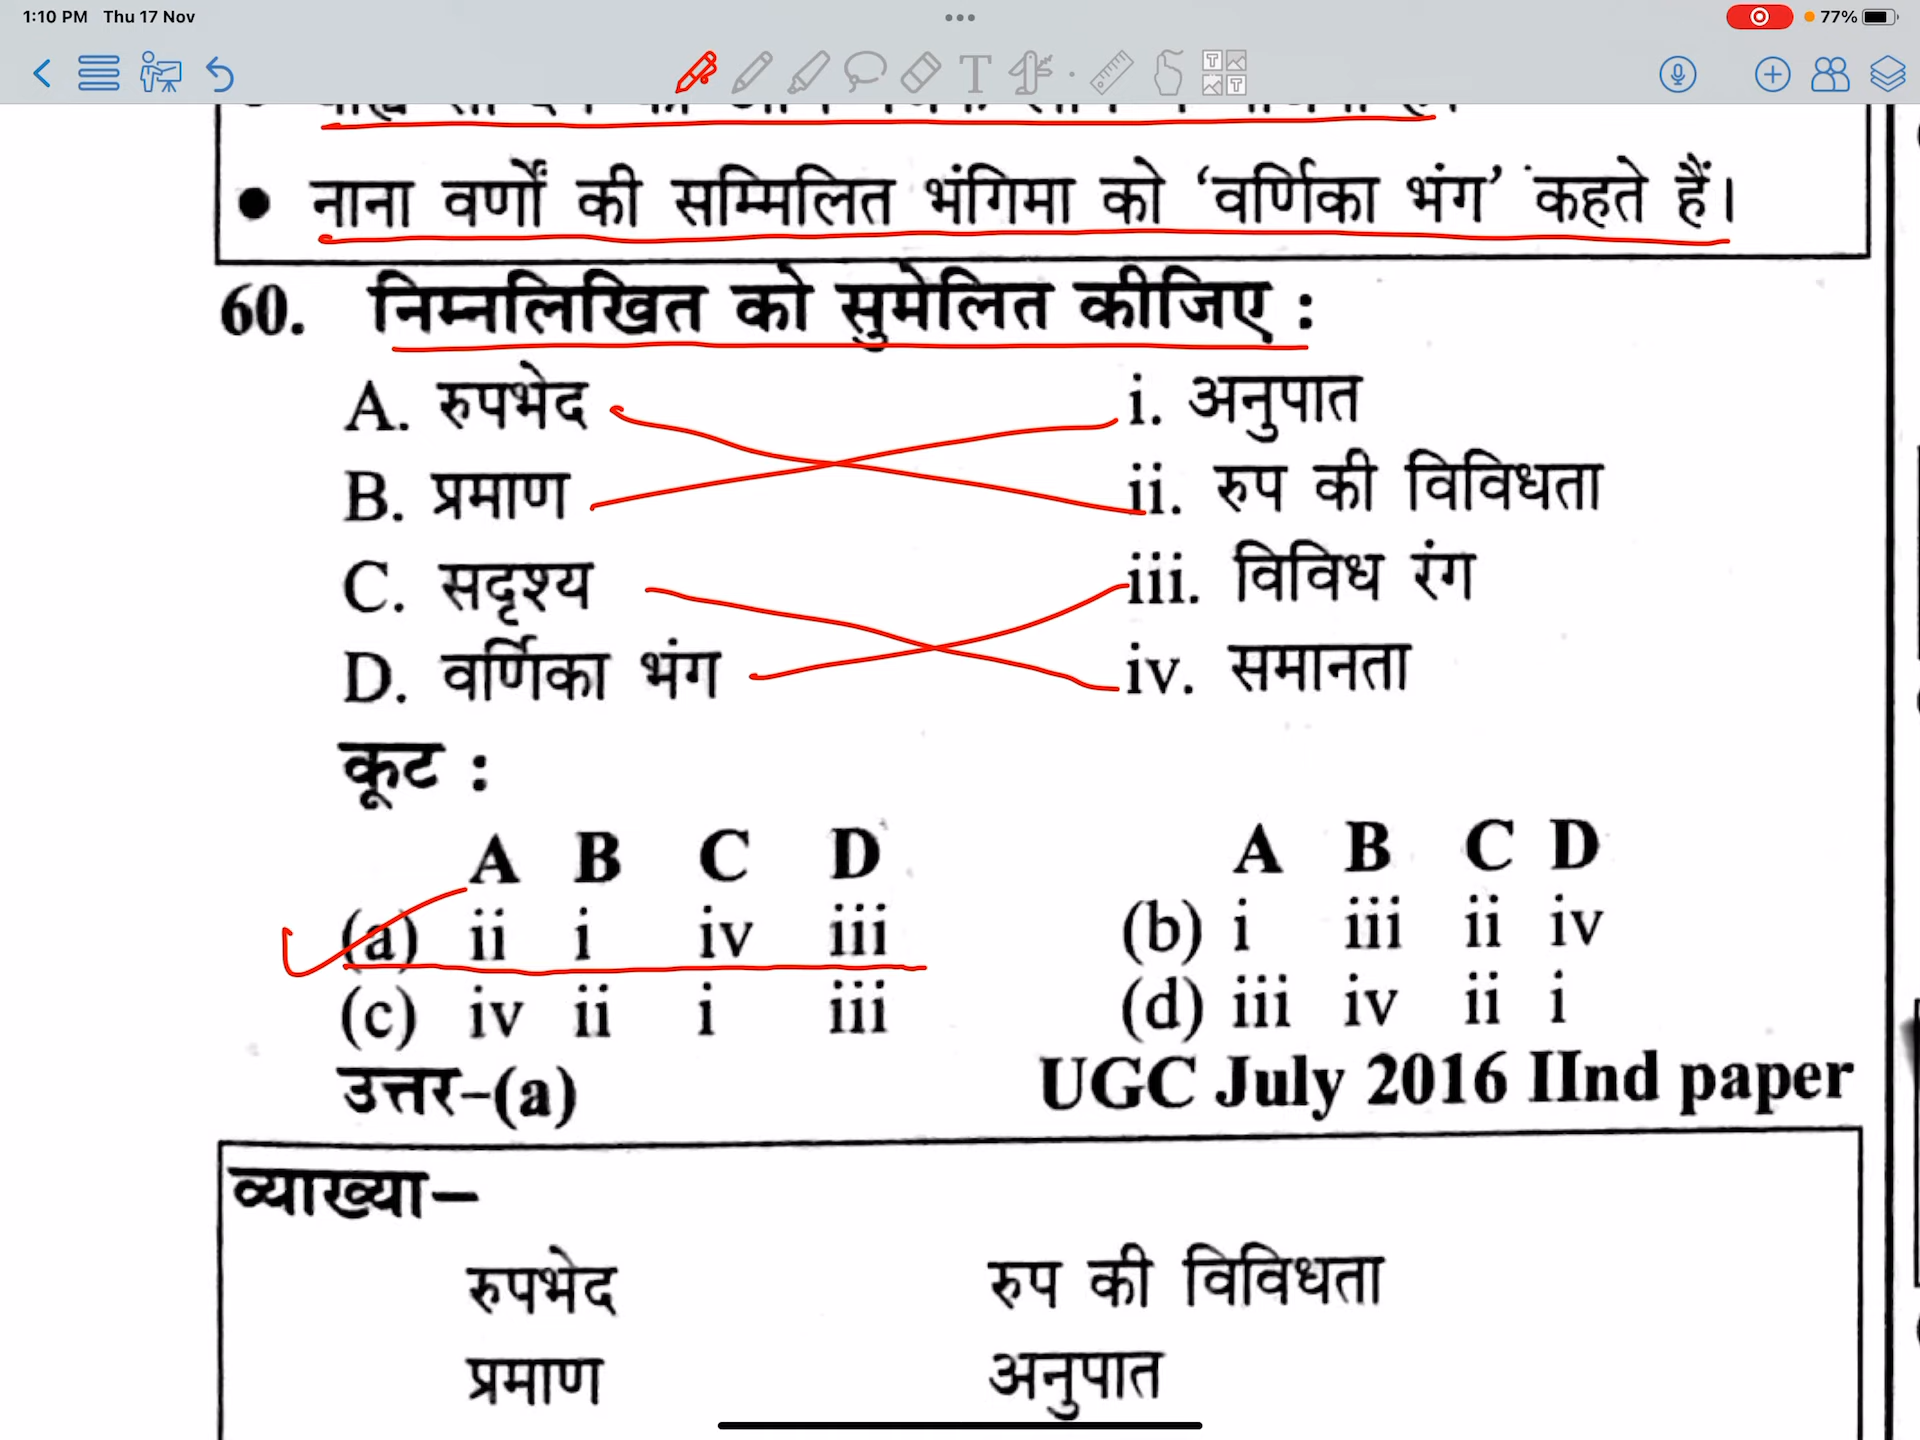 1:10 PM Thu 17 Nov
77%
• नाना वर्णों की सम्मिलित भंगिमा को ‘वर्णिका भंग’ कहते हैं।
60. निम्नलिखित को सुमेलित कीजिए :
A. रुपभेद i. अनुपात
B. प्रमाण ii. रुप की विविधता
C. सदृश्य iii. विविध रंग
D. वर्णिका भंग iv. समानता
कूट :
A B C D A B C D
(a) ii i iv iii (b) i iii ii iv
(c) iv ii i iii (d) iii iv ii i
उत्तर–(a) UGC July 2016 IInd paper
व्याख्या–
रुपभेद रुप की विविधता
प्रमाण अनुपात